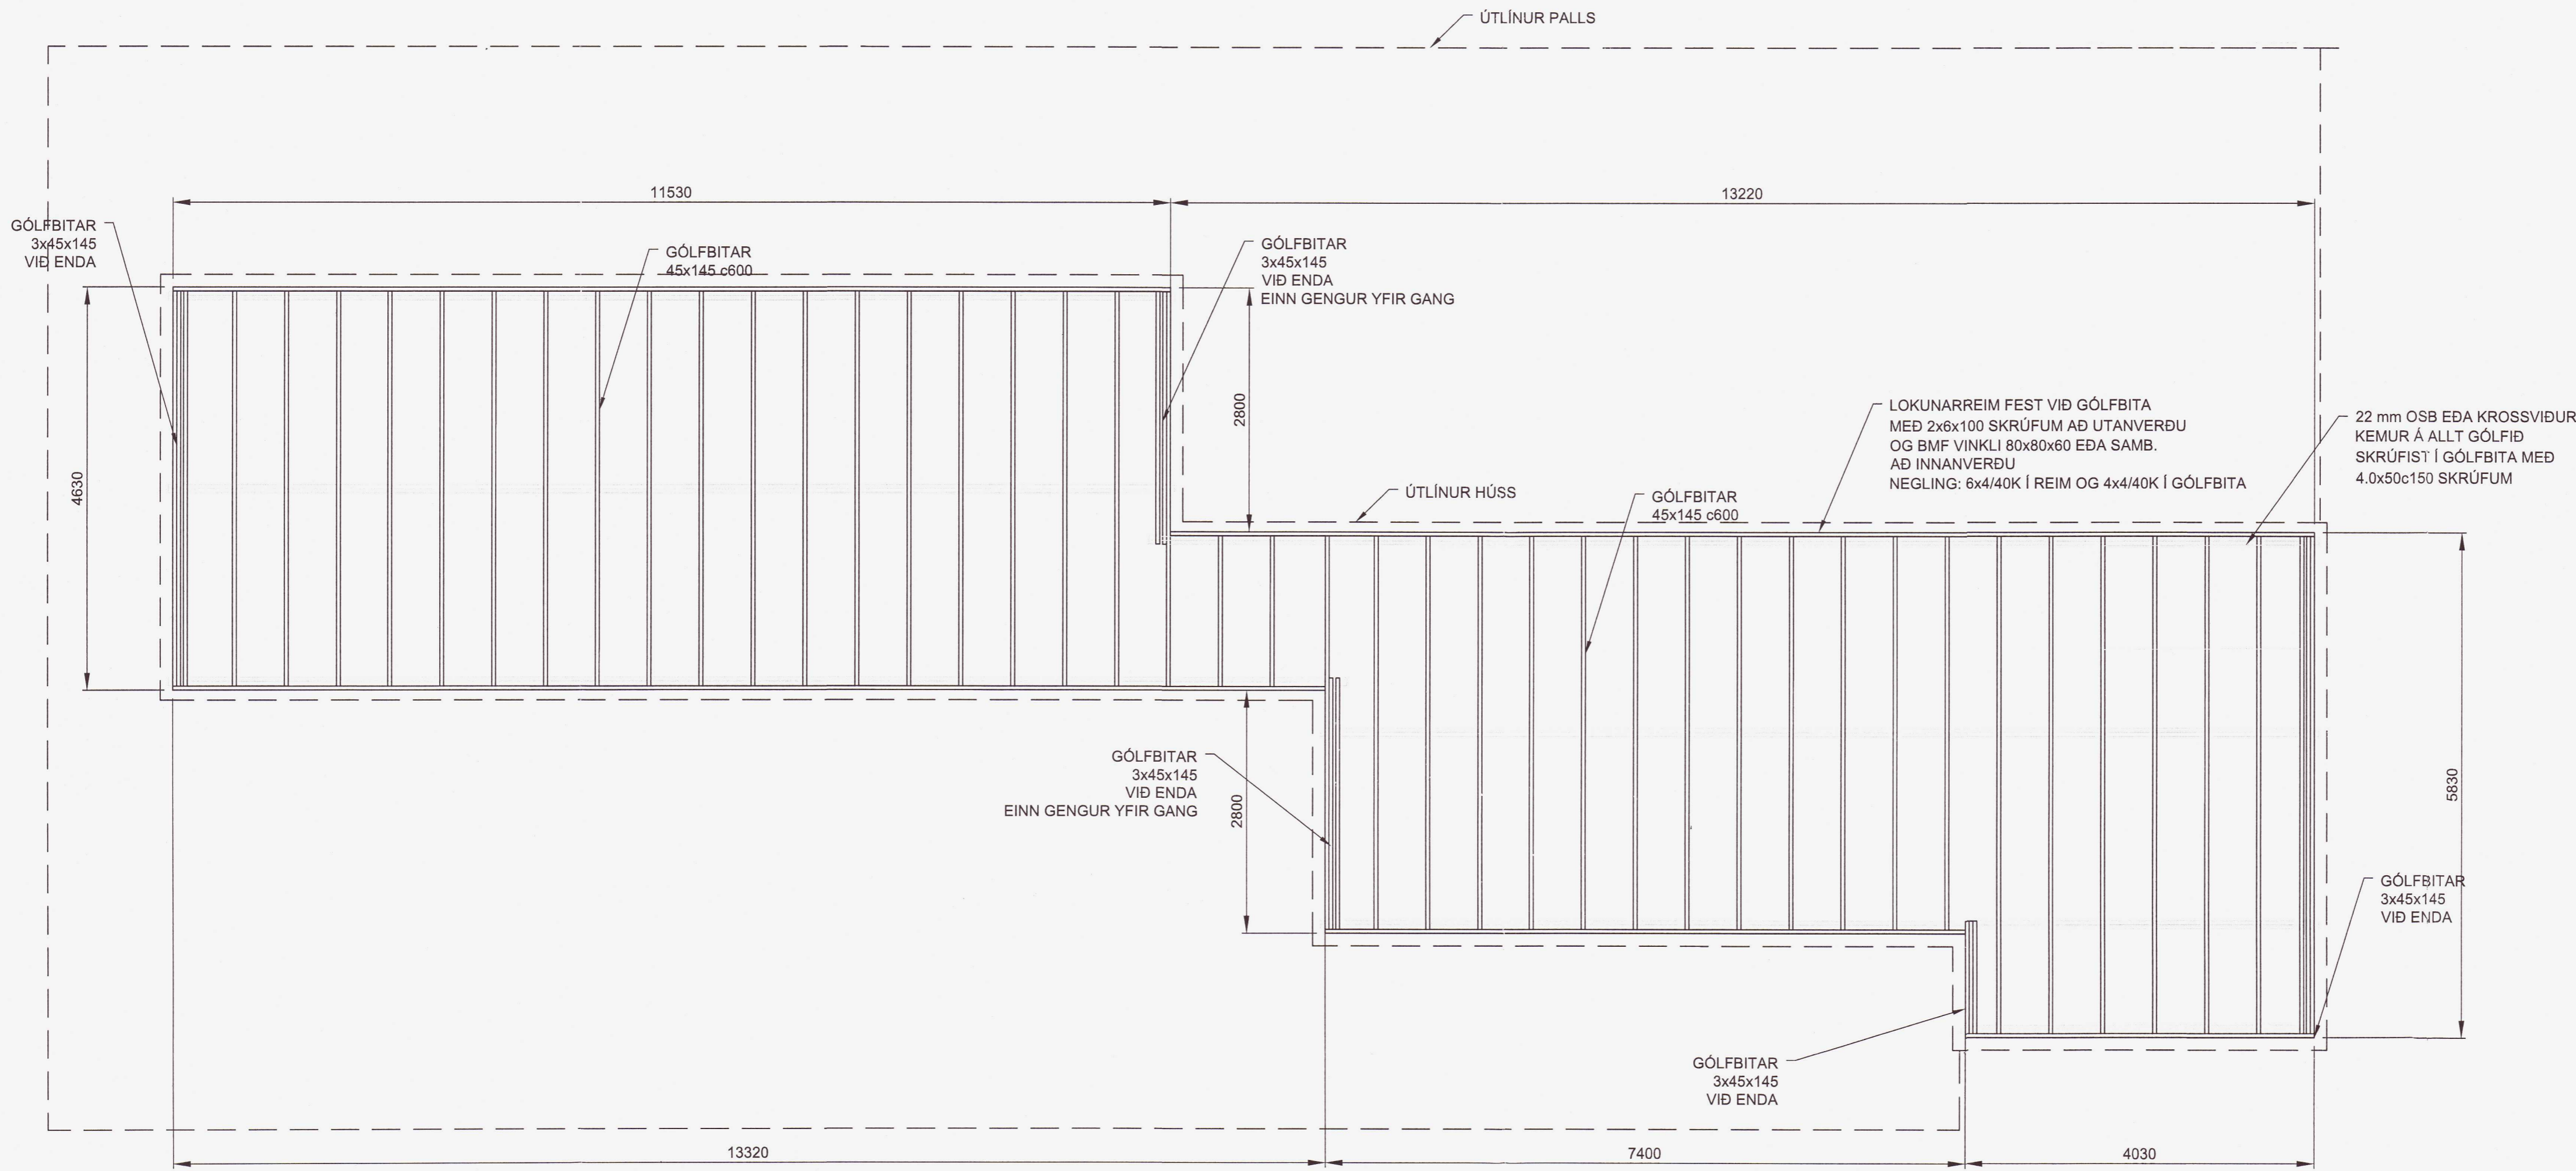 ÚTLÍNUR PALLS
11530
13220
GÓLFBITAR
3x45x145
VIÐ ENDA
GÓLFBITAR
45x145 c600
GÓLFBITAR
3x45x145
VIÐ ENDA
EINN GENGUR YFIR GANG
2800
4630
LOKUNARREIM FEST VIÐ GÓLFBITA
MEÐ 2x6x100 SKRÚFUM AÐ UTANVERÐU
OG BMF VINKLI 80x80x60 EÐA SAMB.
AÐ INNANVERÐU
NEGLING: 6x4/40K Í REIM OG 4x4/40K Í GÓLFBITA
22 mm OSB EÐA KROSSVIÐUR
KEMUR Á ALLT GÓLFIÐ
SKRÚFIST Í GÓLFBITA MEÐ
4.0x50c150 SKRÚFUM
ÚTLÍNUR HÚSS
GÓLFBITAR
45x145 c600
GÓLFBITAR
3x45x145
VIÐ ENDA
EINN GENGUR YFIR GANG
2800
5830
GÓLFBITAR
3x45x145
VIÐ ENDA
GÓLFBITAR
3x45x145
VIÐ ENDA
13320
7400
4030